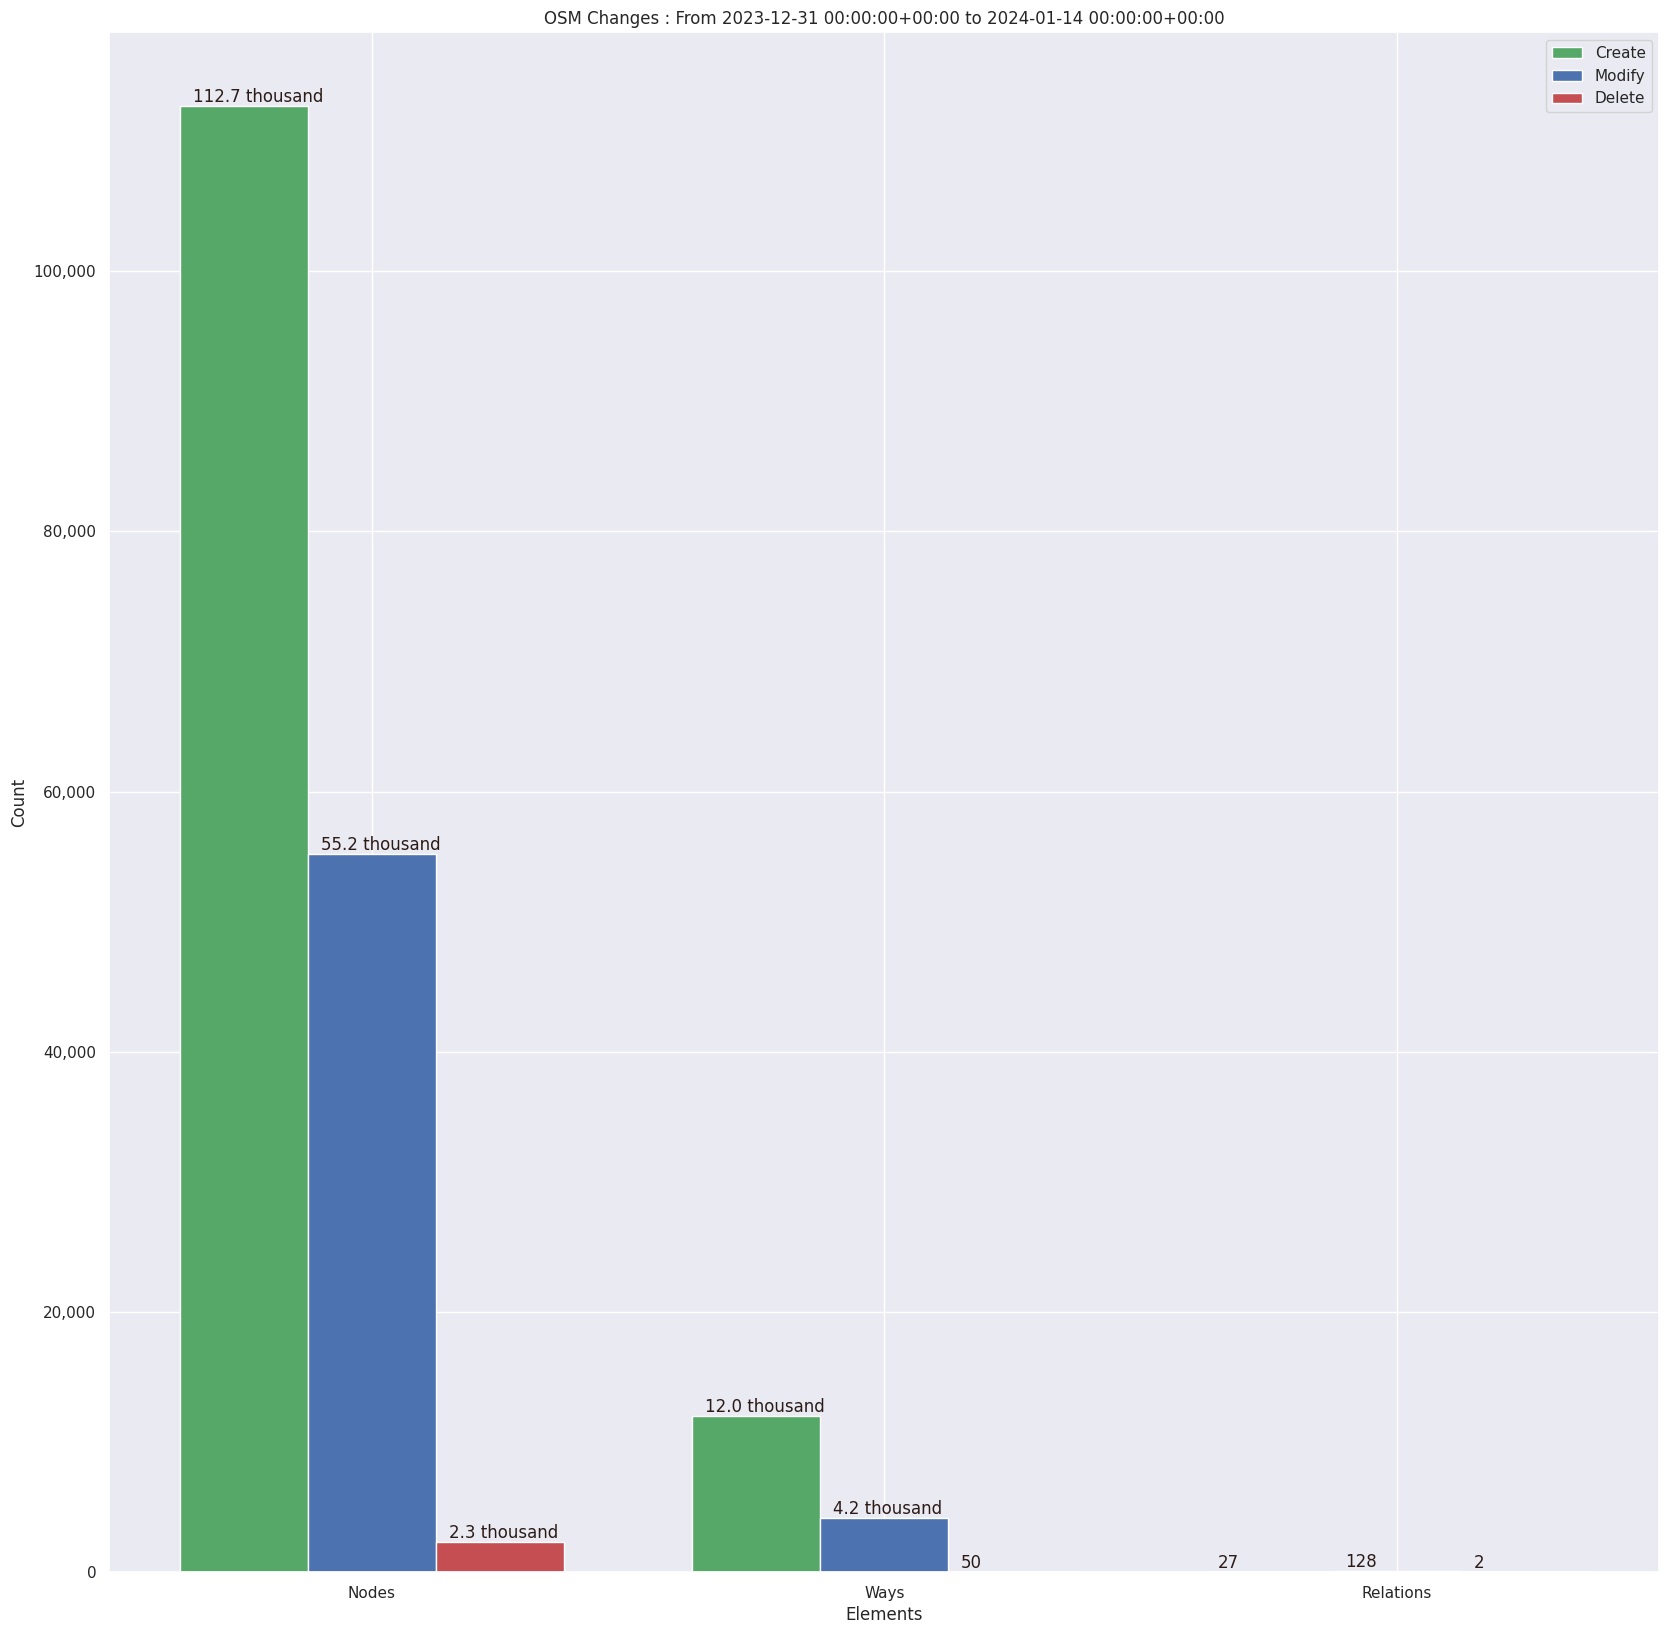 OSM Changes : From 2023-12-31 00:00:00+00:00 to 2024-01-14 00:00:00+00:00
Create
Modify
Delete
112.7 thousand
100,000
80,000
60,000
Count
55.2 thousand
40,000
20,000
12.0 thousand
4.2 thousand
2.3 thousand
50
27
128
2
0
Nodes
Ways
Relations
Elements